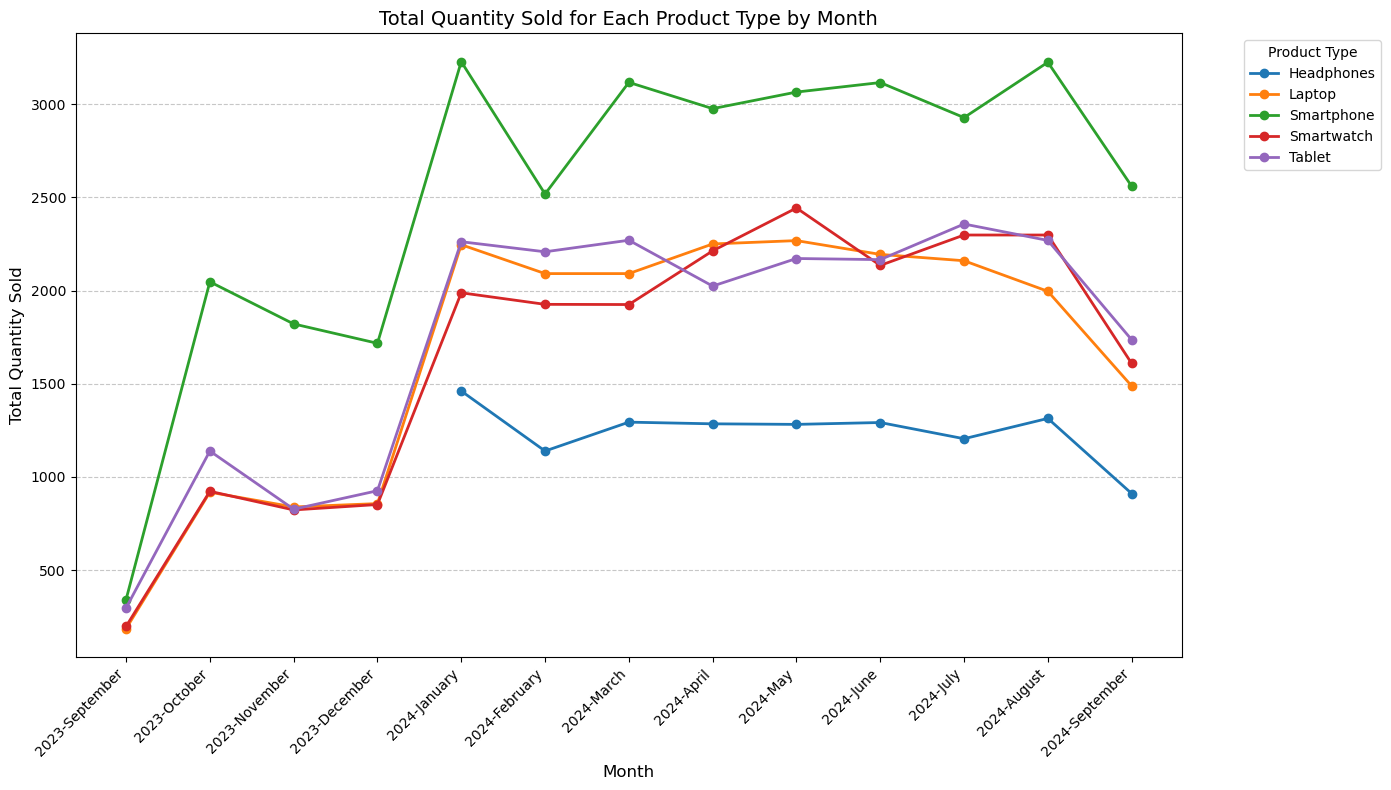 Total Quantity Sold for Each Product Type by Month
Product Type
Headphones
Laptop
Smartphone
Smartwatch
Tablet
Total Quantity Sold
3000
2500
2000
1500
1000
500
2023-September
2023-October
2023-November
2023-December
2024-January
2024-February
2024-March
2024-April
2024-May
2024-June
2024-July
2024-August
2024-September
Month